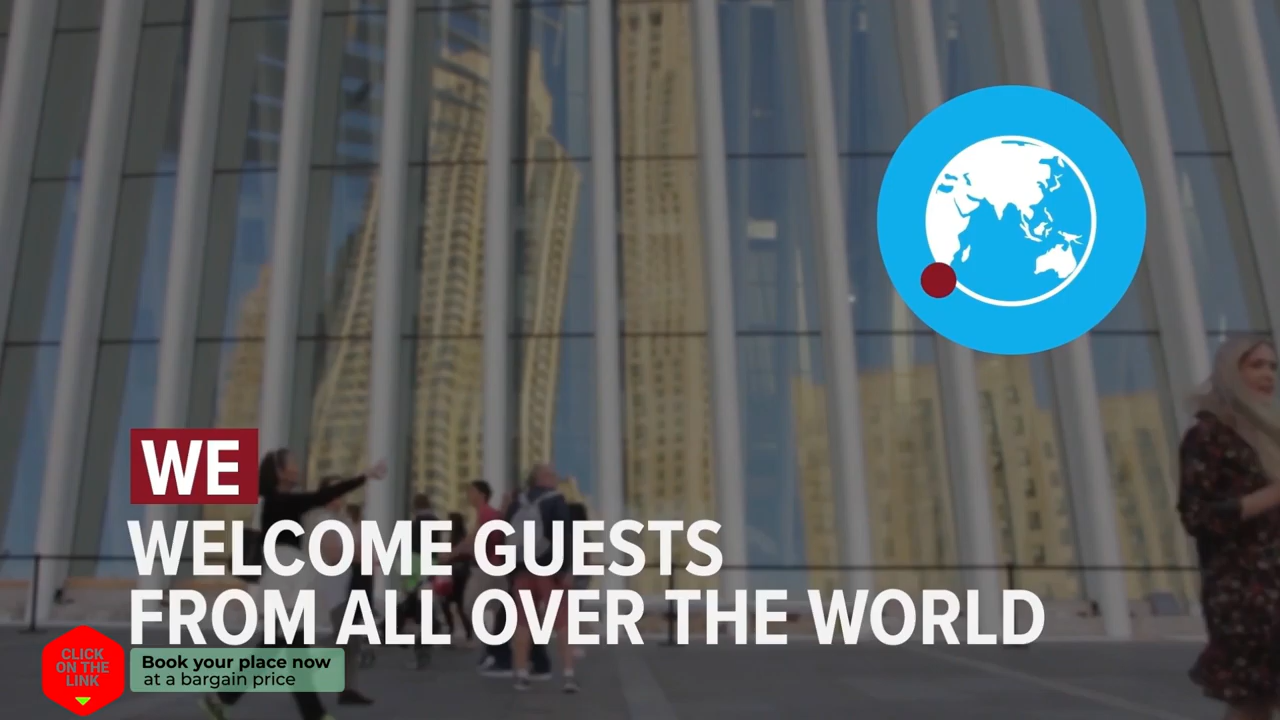 WE
WELCOME GUESTS
FROM ALL OVER THE WORLD
CLICK
ON THE
LINK
Book your place now
at a bargain price